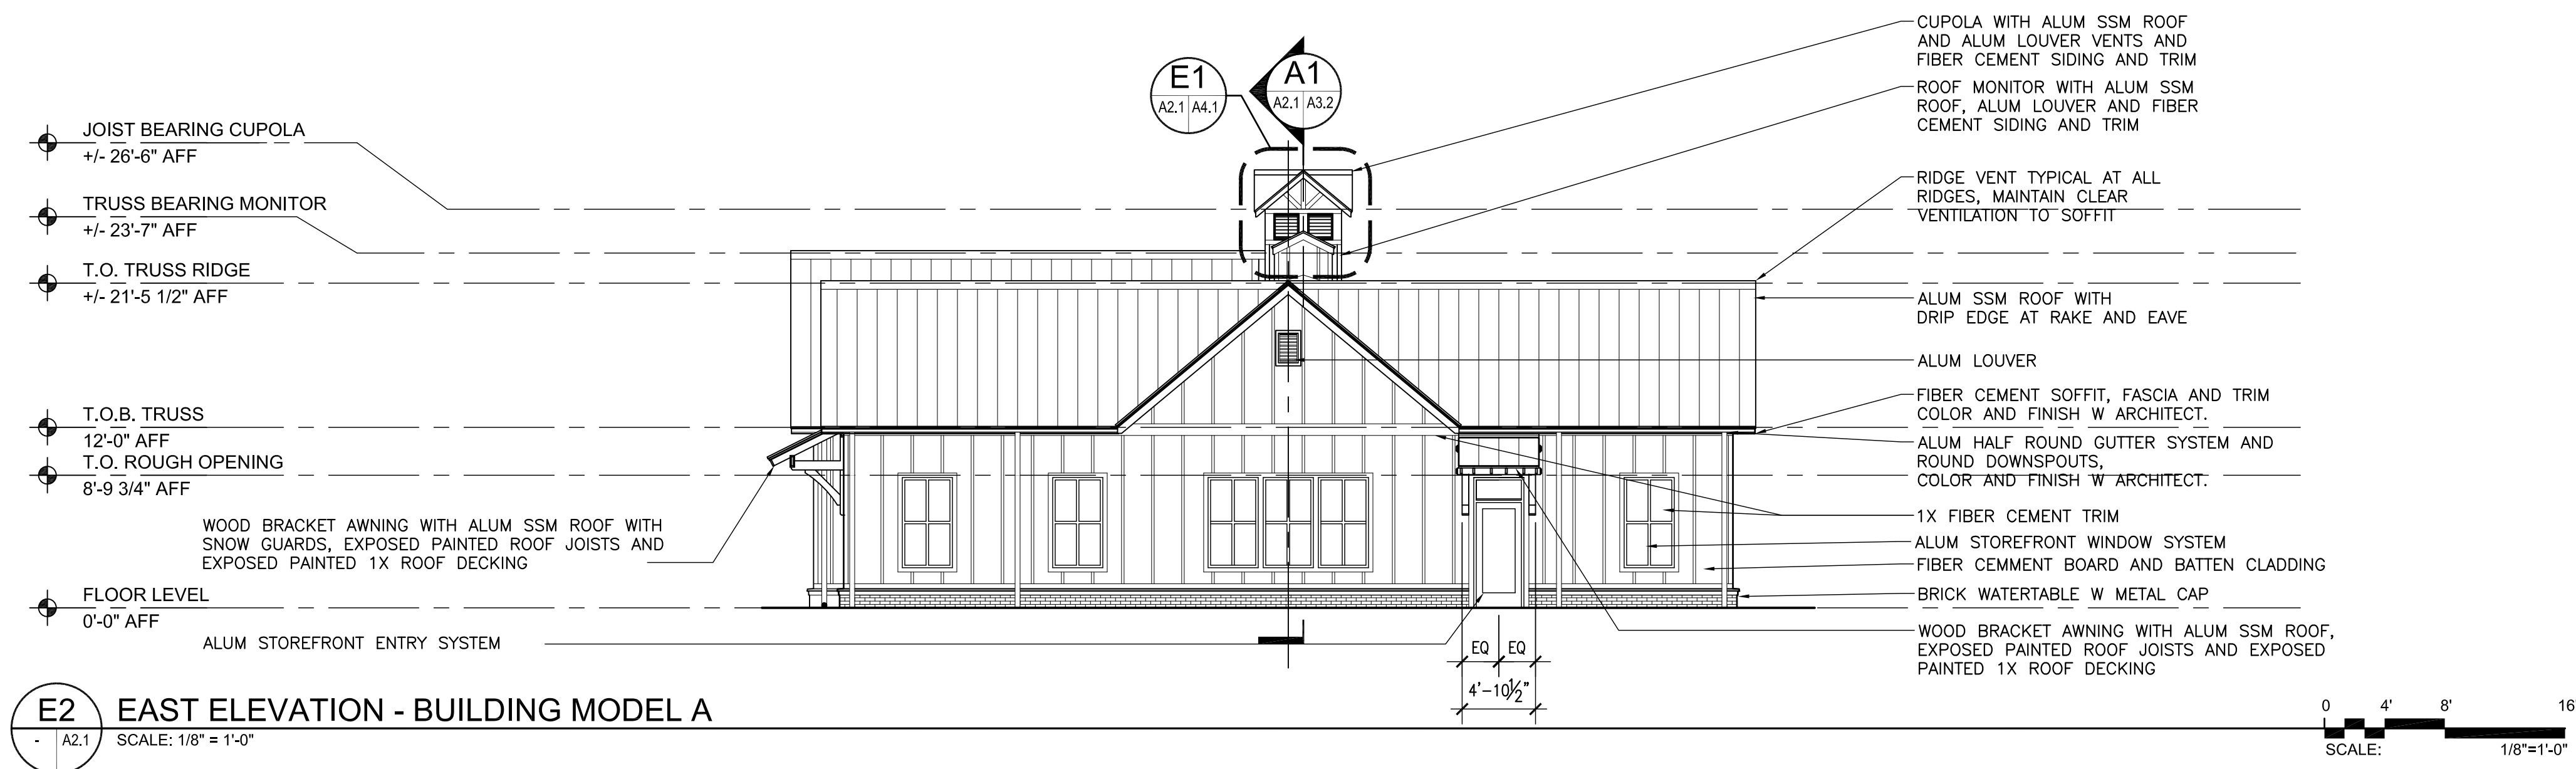 CUPOLA WITH ALUM SSM ROOF
AND ALUM LOUVER VENTS AND
FIBER CEMENT SIDING AND TRIM
E1
A2.1 A4.1
A1
A2.1 A3.2
ROOF MONITOR WITH ALUM SSM
ROOF, ALUM LOUVER AND FIBER
CEMENT SIDING AND TRIM
JOIST BEARING CUPOLA
+/- 26'-6" AFF
TRUSS BEARING MONITOR
+/- 23'-7" AFF
RIDGE VENT TYPICAL AT ALL
RIDGES, MAINTAIN CLEAR
VENTILATION TO SOFFIT
T.O. TRUSS RIDGE
+/- 21'-5 1/2" AFF
ALUM SSM ROOF WITH
DRIP EDGE AT RAKE AND EAVE
ALUM LOUVER
FIBER CEMENT SOFFIT, FASCIA AND TRIM
COLOR AND FINISH W ARCHITECT.
T.O.B. TRUSS
12'-0" AFF
ALUM HALF ROUND GUTTER SYSTEM AND
ROUND DOWNSPOUTS,
COLOR AND FINISH W ARCHITECT.
T.O. ROUGH OPENING
8'-9 3/4" AFF
1X FIBER CEMENT TRIM
WOOD BRACKET AWNING WITH ALUM SSM ROOF WITH
SNOW GUARDS, EXPOSED PAINTED ROOF JOISTS AND
EXPOSED PAINTED 1X ROOF DECKING
ALUM STOREFRONT WINDOW SYSTEM
FIBER CEMMENT BOARD AND BATTEN CLADDING
BRICK WATERTABLE W METAL CAP
FLOOR LEVEL
0'-0" AFF
ALUM STOREFRONT ENTRY SYSTEM
WOOD BRACKET AWNING WITH ALUM SSM ROOF,
EXPOSED PAINTED ROOF JOISTS AND EXPOSED
PAINTED 1X ROOF DECKING
EQ EQ
4'-10½"
E2
- A2.1
EAST ELEVATION - BUILDING MODEL A
SCALE: 1/8" = 1'-0"
0 4' 8' 16'
SCALE: 1/8"=1'-0"